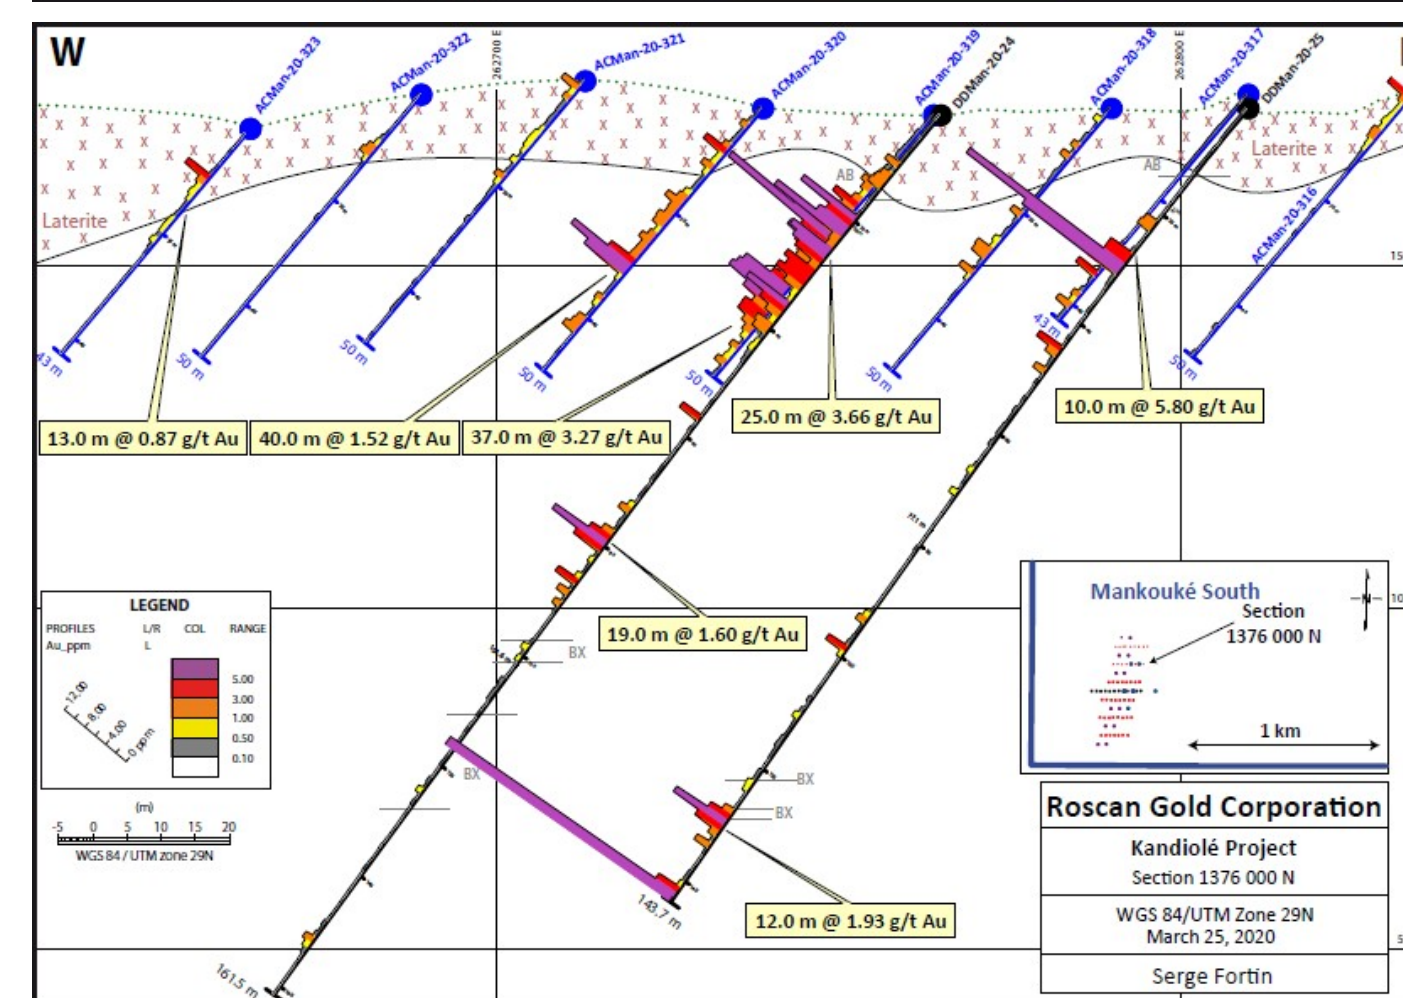 W
ACMan-20-323
ACMan-20-322
262700 E
ACMan-20-321
ACMan-20-320
ACMan-20-319
DDMan-20-24
ACMan-20-318
262800 E
ACMan-20-317
DDMan-20-25
Laterite
AB
AB
Laterite
ACMan-20-316
15
43 m
50 m
50 m
50 m
50 m
50 m
43 m
50 m
13.0 m @ 0.87 g/t Au
40.0 m @ 1.52 g/t Au
37.0 m @ 3.27 g/t Au
25.0 m @ 3.66 g/t Au
10.0 m @ 5.80 g/t Au
19.0 m @ 1.60 g/t Au
BX
BX
BX
BX
143.7 m
12.0 m @ 1.93 g/t Au
161.5 m
10
5
LEGEND
PROFILES L/R COL RANGE
Au_ppm L
5.00
3.00
1.00
0.50
0.10
12.00
8.00
4.00
0 ppm
(m)
-5 0 5 10 15 20
WGS 84 / UTM zone 29N
Mankouké South
N
Section
1376 000 N
1 km
Roscan Gold Corporation
Kandiolé Project
Section 1376 000 N
WGS 84/UTM Zone 29N
March 25, 2020
Serge Fortin